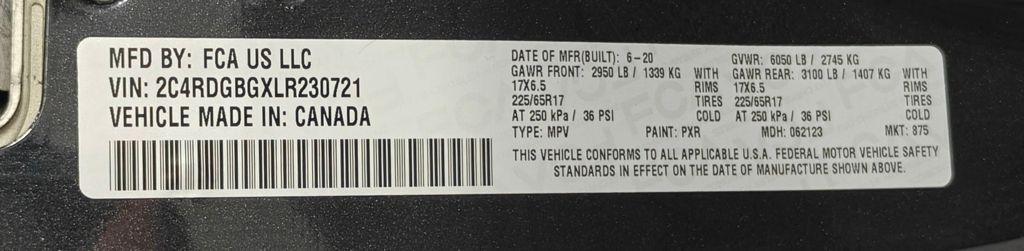 MFD BY: FCA US LLC
VIN: 2C4RDGBGXLR230721
VEHICLE MADE IN: CANADA
DATE OF MFR(BUILT): 6-20 GVWR: 6050 LB / 2745 KG
GAWR FRONT: 2950 LB / 1339 KG WITH GAWR REAR: 3100 LB / 1407 KG WITH
17X6.5 RIMS 17X6.5 RIMS
225/65R17 TIRES 225/65R17 TIRES
AT 250 kPa / 36 PSI COLD AT 250 kPa / 36 PSI COLD
TYPE: MPV PAINT: PXR MDH: 062123 MKT: 875
THIS VEHICLE CONFORMS TO ALL APPLICABLE U.S.A. FEDERAL MOTOR VEHICLE SAFETY
STANDARDS IN EFFECT ON THE DATE OF MANUFACTURE SHOWN ABOVE.